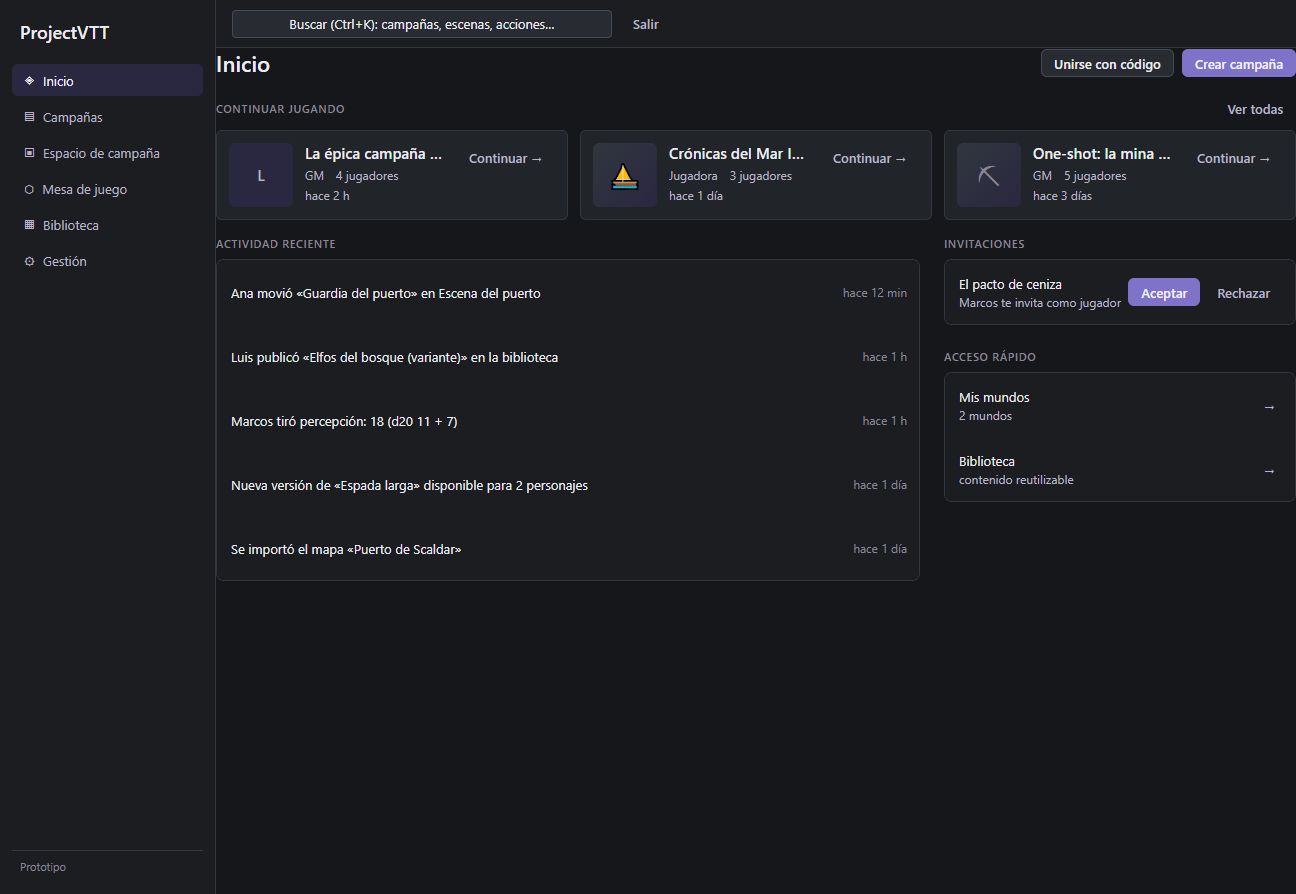 ProjectVTT
Inicio
Campañas
Espacio de campaña
Mesa de juego
Biblioteca
Gestión
Prototipo
Buscar (Ctrl+K): campañas, escenas, acciones...
Salir
Inicio
Unirse con código
Crear campaña
CONTINUAR JUGANDO
Ver todas
L
La épica campaña ...
GM 4 jugadores
hace 2 h
Continuar →
Crónicas del Mar I...
Jugadora 3 jugadores
hace 1 día
Continuar →
One-shot: la mina ...
GM 5 jugadores
hace 3 días
Continuar →
ACTIVIDAD RECIENTE
Ana movió «Guardia del puerto» en Escena del puerto
hace 12 min
Luis publicó «Elfos del bosque (variante)» en la biblioteca
hace 1 h
Marcos tiró percepción: 18 (d20 11 + 7)
hace 1 h
Nueva versión de «Espada larga» disponible para 2 personajes
hace 1 día
Se importó el mapa «Puerto de Scaldar»
hace 1 día
INVITACIONES
El pacto de ceniza
Marcos te invita como jugador
Aceptar
Rechazar
ACCESO RÁPIDO
Mis mundos
2 mundos
→
Biblioteca
contenido reutilizable
→